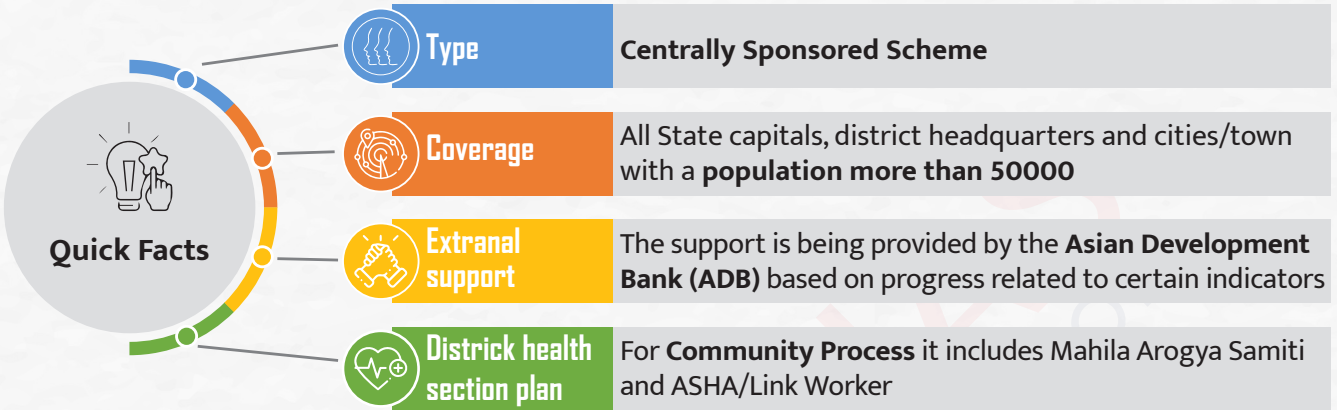 Quick Facts
Type
Centrally Sponsored Scheme
Coverage
All State capitals, district headquarters and cities/town
with a population more than 50000
Extranal
support
The support is being provided by the Asian Development
Bank (ADB) based on progress related to certain indicators
Districk health
section plan
For Community Process it includes Mahila Arogya Samiti
and ASHA/Link Worker